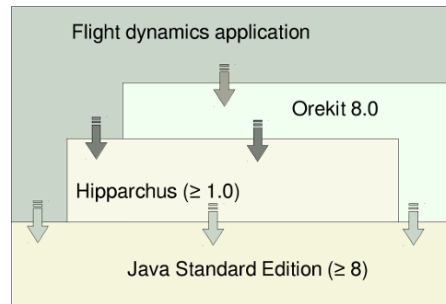 Flight dynamics application
Orekit 8.0
Hipparchus (≥ 1.0)
Java Standard Edition (≥ 8)